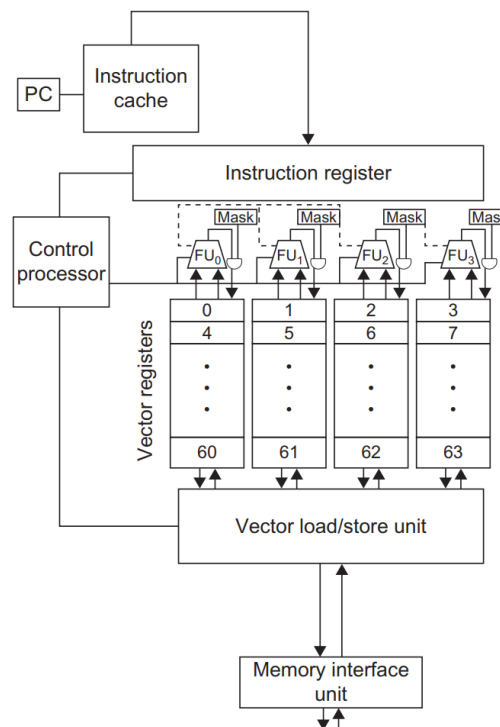 Instruction
cache
PC
Instruction register
Mask Mask Mask Mas
FU0 FU1 FU2 FU3
Control
processor
Vector registers
0 1 2 3
4 5 6 7
60 61 62 63
Vector load/store unit
Memory interface
unit